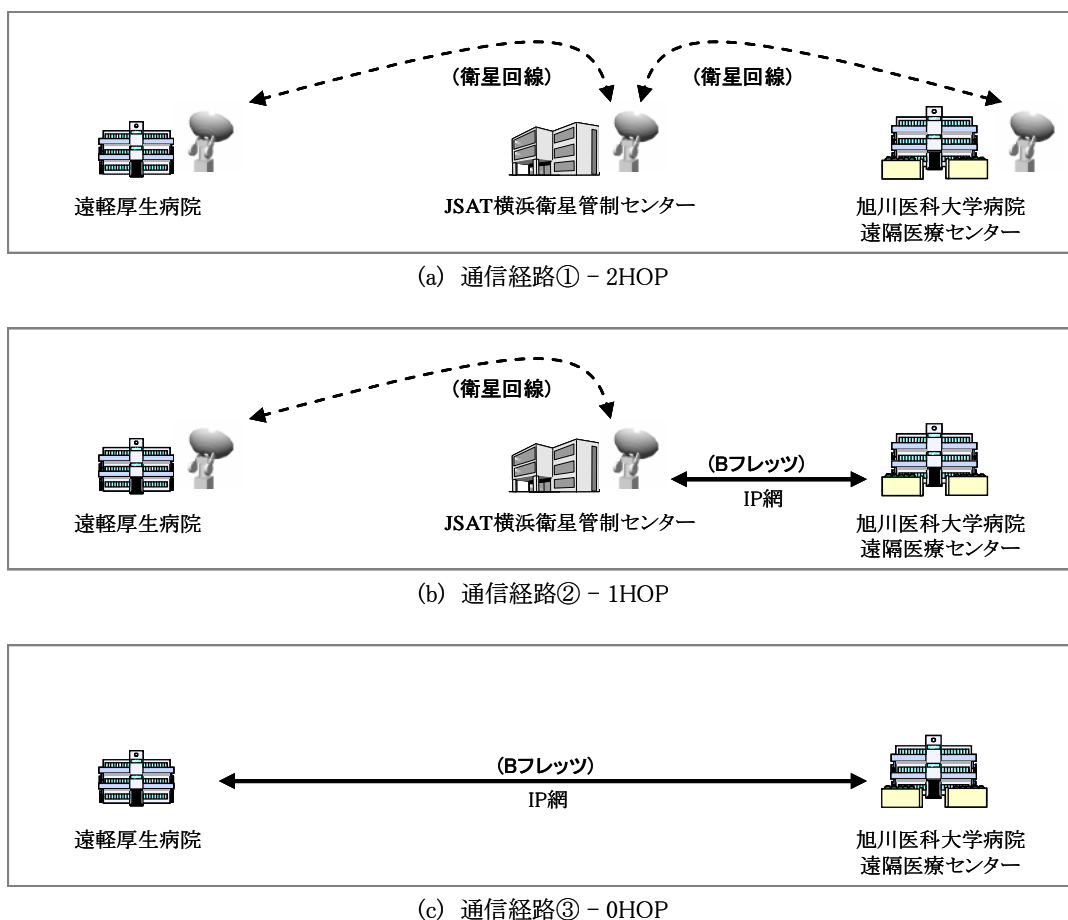 (衛星回線)
(衛星回線)
遠軽厚生病院
JSAT横浜衛星管制センター
旭川医科大学病院
遠隔医療センター
(a) 通信経路① - 2HOP
(衛星回線)
(Bフレッツ)
IP網
遠軽厚生病院
JSAT横浜衛星管制センター
旭川医科大学病院
遠隔医療センター
(b) 通信経路② - 1HOP
(Bフレッツ)
IP網
遠軽厚生病院
旭川医科大学病院
遠隔医療センター
(c) 通信経路③ - 0HOP